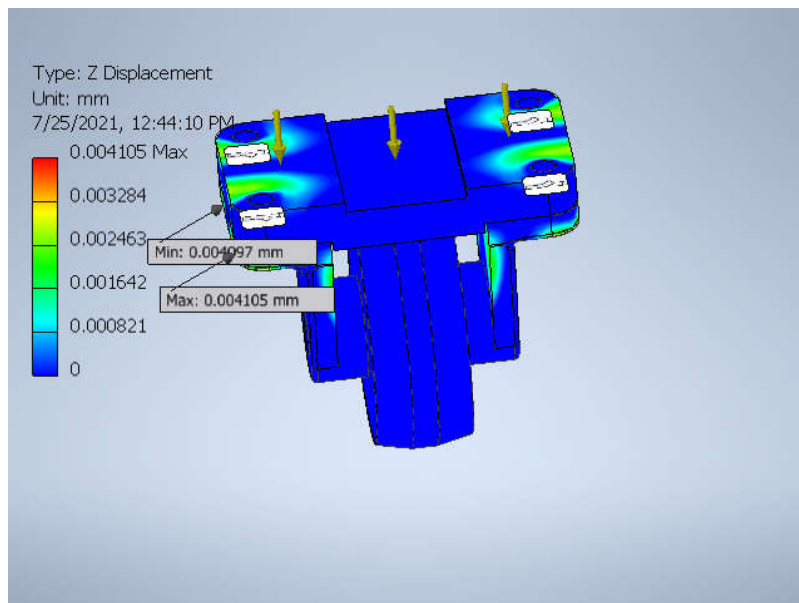 Type: Z Displacement
Unit: mm
7/25/2021, 12:44:10 PM
0.004105 Max
0.003284
0.002463
0.001642
0.000821
0
Min: 0.004097 mm
Max: 0.004105 mm